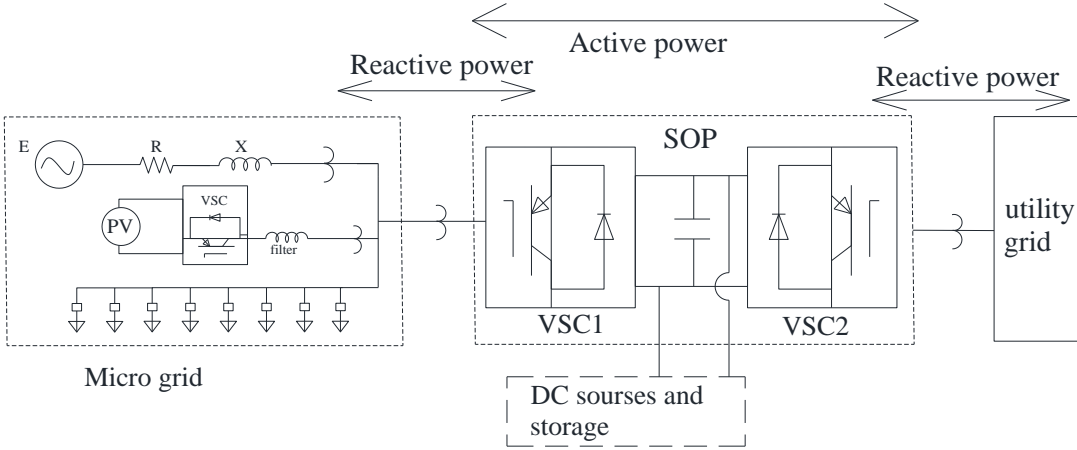 Active power
Reactive power
Reactive power
SOP
E
R
X
VSC
PV
filter
utility
grid
VSC1
VSC2
Micro grid
DC sourses and
storage